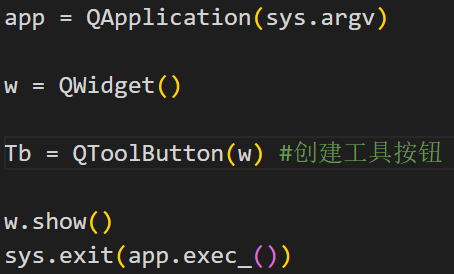 app = QApplication(sys.argv)
w = QWidget()
Tb = QToolButton(w) #创建工具按钮
w.show()
sys.exit(app.exec_())